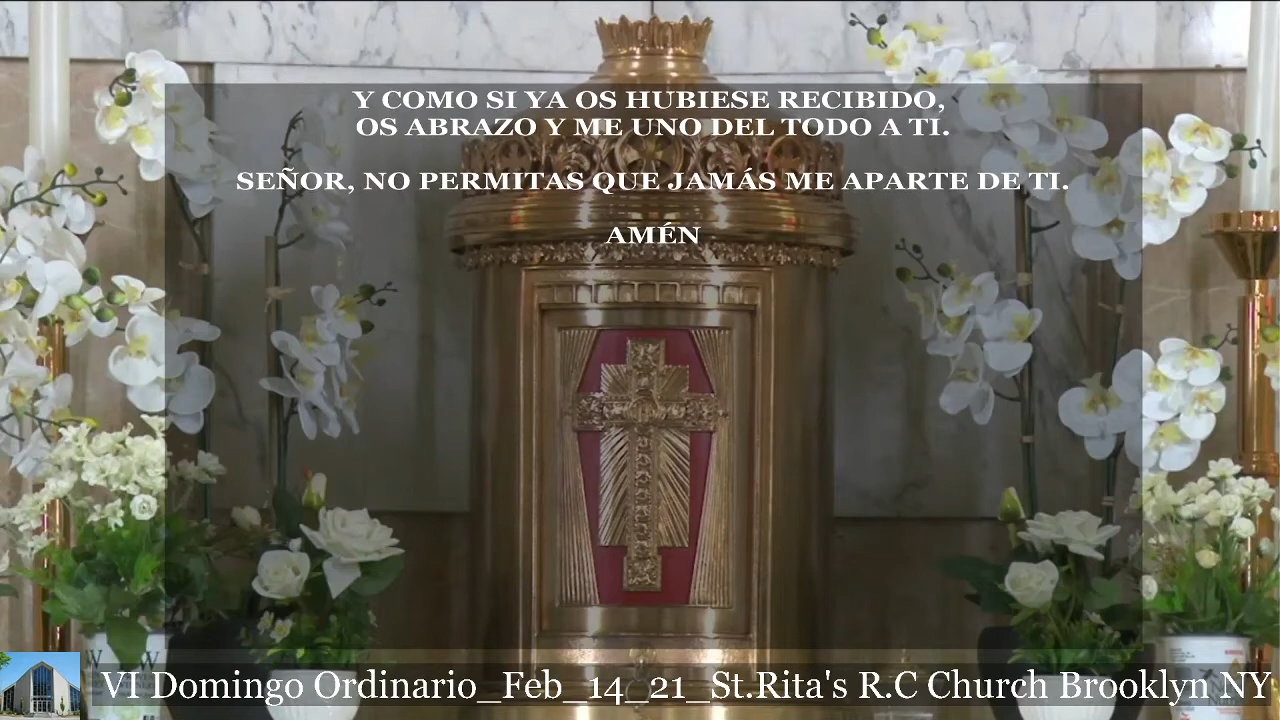 Y COMO SI YA OS HUBIESE RECIBIDO,
OS ABRAZO Y ME UNO DEL TODO A TI.
SEÑOR, NO PERMITAS QUE JAMÁS ME APARTE DE TI.
AMÉN
VI Domingo Ordinario_Feb_14_21_St.Rita's R.C Church Brooklyn NY